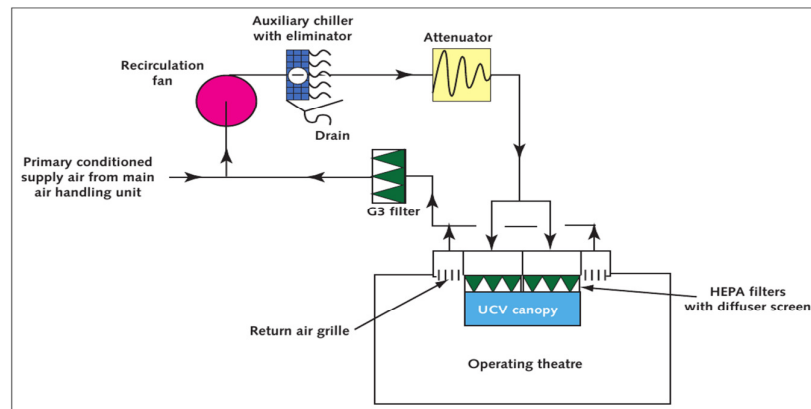 Auxiliary chiller
with eliminator
Attenuator
Recirculation
fan
Drain
Primary conditioned
supply air from main
air handling unit
G3 filter
HEPA filters
with diffuser screen
UCV canopy
Return air grille
Operating theatre